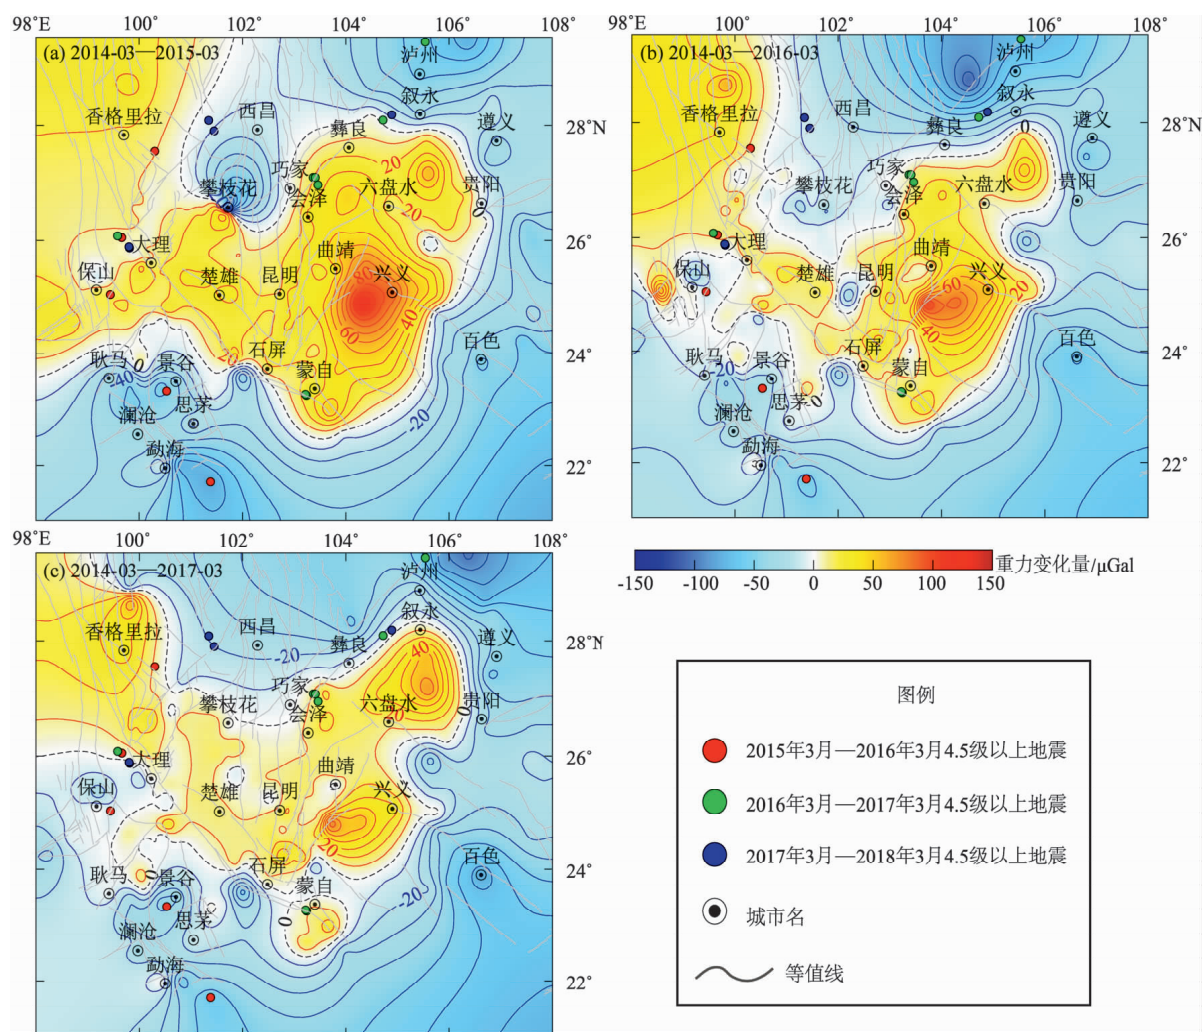 98°E 100 102 104 106 108
(a) 2014-03—2015-03
泸州
叙永
香格里拉
西昌
彝良
遵义
28°N
20
巧家
攀枝花
会泽
六盘水
贵阳
20
0
26°
大理
曲靖
保山
楚雄
昆明
80
兴义
60
40
24°
石屏
百色
耿马
0
景谷
20
-40
蒙自
澜沧
思茅
-20
勐海
22°
98°E 100 102 104 106 108
(b) 2014-03—2016-03
泸州
叙永
香格里拉
西昌
彝良
0
遵义
28°N
巧家
攀枝花
会泽
六盘水
20
贵阳
26°
大理
曲靖
保山
楚雄
昆明
60
兴义
20
40
24°
石屏
百色
耿马
-20
景谷
0
蒙自
澜沧
思茅
-20
勐海
22°
98°E 100 102 104 106 108
(c) 2014-03—2017-03
泸州
叙永
香格里拉
西昌
彝良
40
遵义
28°N
-20
巧家
攀枝花
会泽
六盘水
20
贵阳
0
26°
大理
曲靖
保山
楚雄
昆明
兴义
20
24°
石屏
百色
耿马
0
景谷
蒙自
-20
0
澜沧
思茅
勐海
22°
重力变化量/μGal
-150 -100 -50 0 50 100 150
图例
2015年3月—2016年3月4.5级以上地震
2016年3月—2017年3月4.5级以上地震
2017年3月—2018年3月4.5级以上地震
城市名
等值线